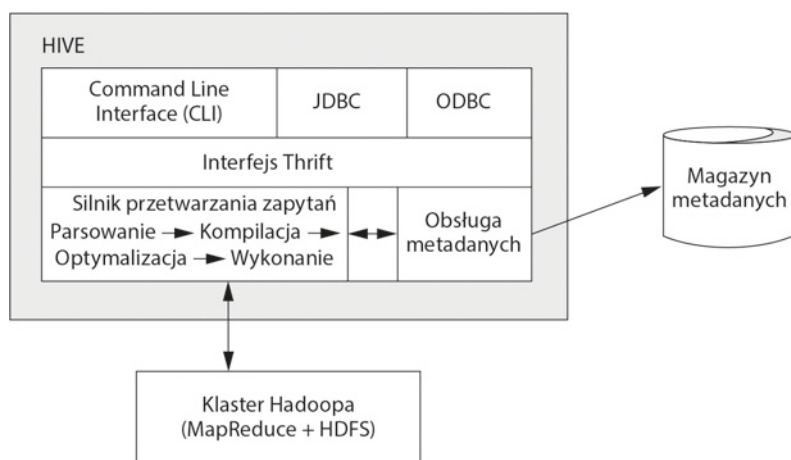 HIVE
Command Line
Interface (CLI)
JDBC
ODBC
Interfejs Thrift
Silnik przetwarzania zapytań
Parsowanie Kompilacja
Optymalizacja Wykonanie
Obsługa
metadanych
Magazyn
metadanych
Klaster Hadoopa
(MapReduce + HDFS)